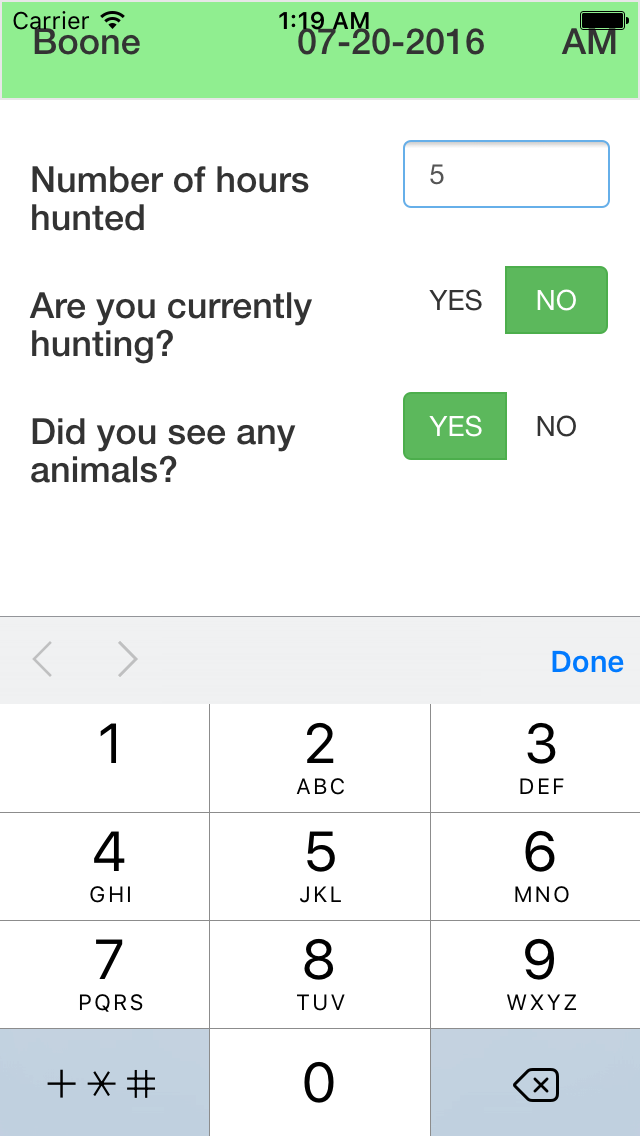 Carrier 1:19 AM
Boone 07-20-2016 AM
Number of hours
hunted
5
Are you currently
hunting?
YES NO
Did you see any
animals?
YES NO
Done
1 2 3
ABC DEF
4 5 6
GHI JKL MNO
7 8 9
PQRS TUV WXYZ
+ * # 0